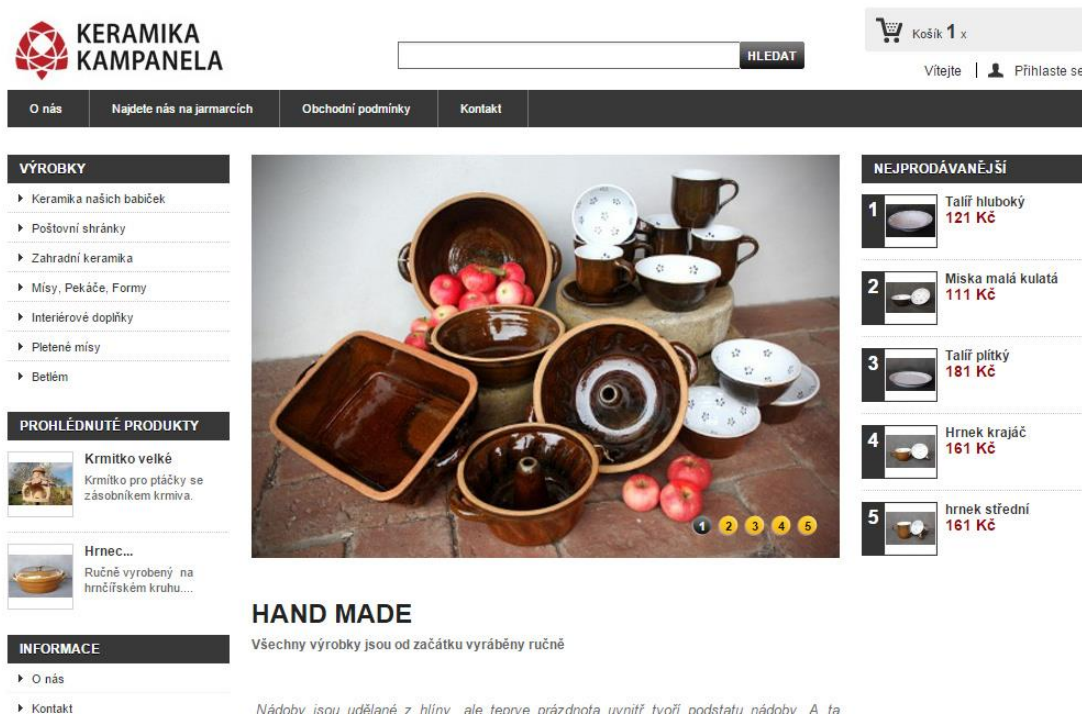 KERAMIKA
KAMPANELA
HLEDAT
Košík 1 x
Vítejte
Přihlaste se
O nás
Najdete nás na jarmarcích
Obchodní podmínky
Kontakt
VÝROBKY
Keramika našich babiček
Poštovní shránky
Zahradní keramika
Mísy, Pekáče, Formy
Interiérové doplňky
Pletené mísy
Betlém
PROHLÉDNUTÉ PRODUKTY
Krmitko velké
Krmítko pro ptáčky se
zásobníkem krmiva.
Hrnec...
Ručně vyrobený na
hrnčířském kruhu....
INFORMACE
O nás
Kontakt
1 2 3 4 5
HAND MADE
Všechny výrobky jsou od začátku vyráběny ručně
Nádoby jsou udělané z hlíny, ale teprve prázdnota uvnitř tvoří podstatu nádoby. A ta
NEJPRODÁVANĚJŠÍ
1
Talíř hluboký
121 Kč
2
Miska malá kulatá
111 Kč
3
Talíř plítký
181 Kč
4
Hrnek krajáč
161 Kč
5
hrnek střední
161 Kč